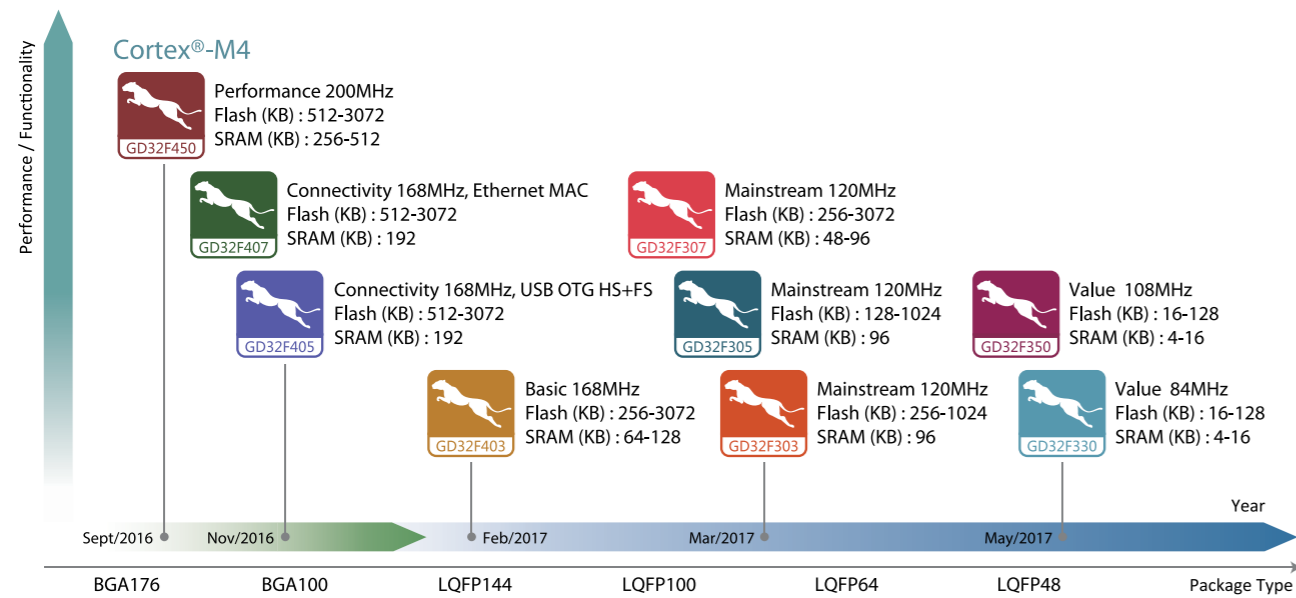 Performance / Functionality
Cortex®-M4
GD32F450
Performance 200MHz
Flash (KB) : 512-3072
SRAM (KB) : 256-512
GD32F407
Connectivity 168MHz, Ethernet MAC
Flash (KB) : 512-3072
SRAM (KB) : 192
GD32F307
Mainstream 120MHz
Flash (KB) : 256-3072
SRAM (KB) : 48-96
GD32F405
Connectivity 168MHz, USB OTG HS+FS
Flash (KB) : 512-3072
SRAM (KB) : 192
GD32F305
Mainstream 120MHz
Flash (KB) : 128-1024
SRAM (KB) : 96
GD32F350
Value 108MHz
Flash (KB) : 16-128
SRAM (KB) : 4-16
GD32F403
Basic 168MHz
Flash (KB) : 256-3072
SRAM (KB) : 64-128
GD32F303
Mainstream 120MHz
Flash (KB) : 256-1024
SRAM (KB) : 96
GD32F330
Value 84MHz
Flash (KB) : 16-128
SRAM (KB) : 4-16
Year
Sept/2016
Nov/2016
Feb/2017
Mar/2017
May/2017
BGA176
BGA100
LQFP144
LQFP100
LQFP64
LQFP48
Package Type